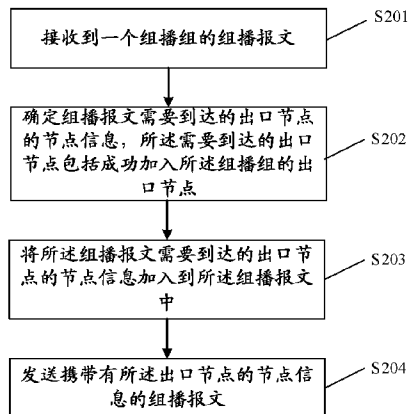 接收到一个组播组的组播报文
S201
确定组播报文需要到达的出口节点
的节点信息，所述需要到达的出口
节点包括成功加入所述组播组的出
口节点
S202
将所述组播报文需要到达的出口节
点的节点信息加入到所述组播报文
中
S203
发送携带有所述出口节点的节点信
息的组播报文
S204